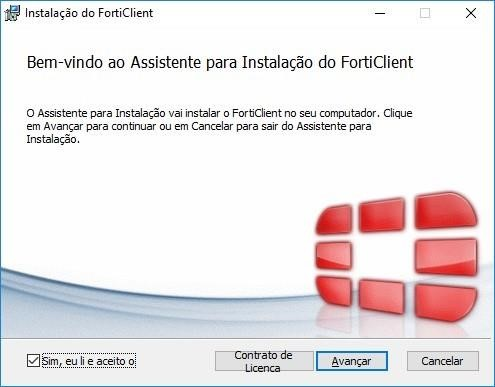 Instalação do FortiClient
Bem-vindo ao Assistente para Instalação do FortiClient
O Assistente para Instalação vai instalar o FortiClient no seu computador. Clique
em Avançar para continuar ou em Cancelar para sair do Assistente para
Instalação.
Sim, eu li e aceito o
Contrato de
Licença
Avançar
Cancelar